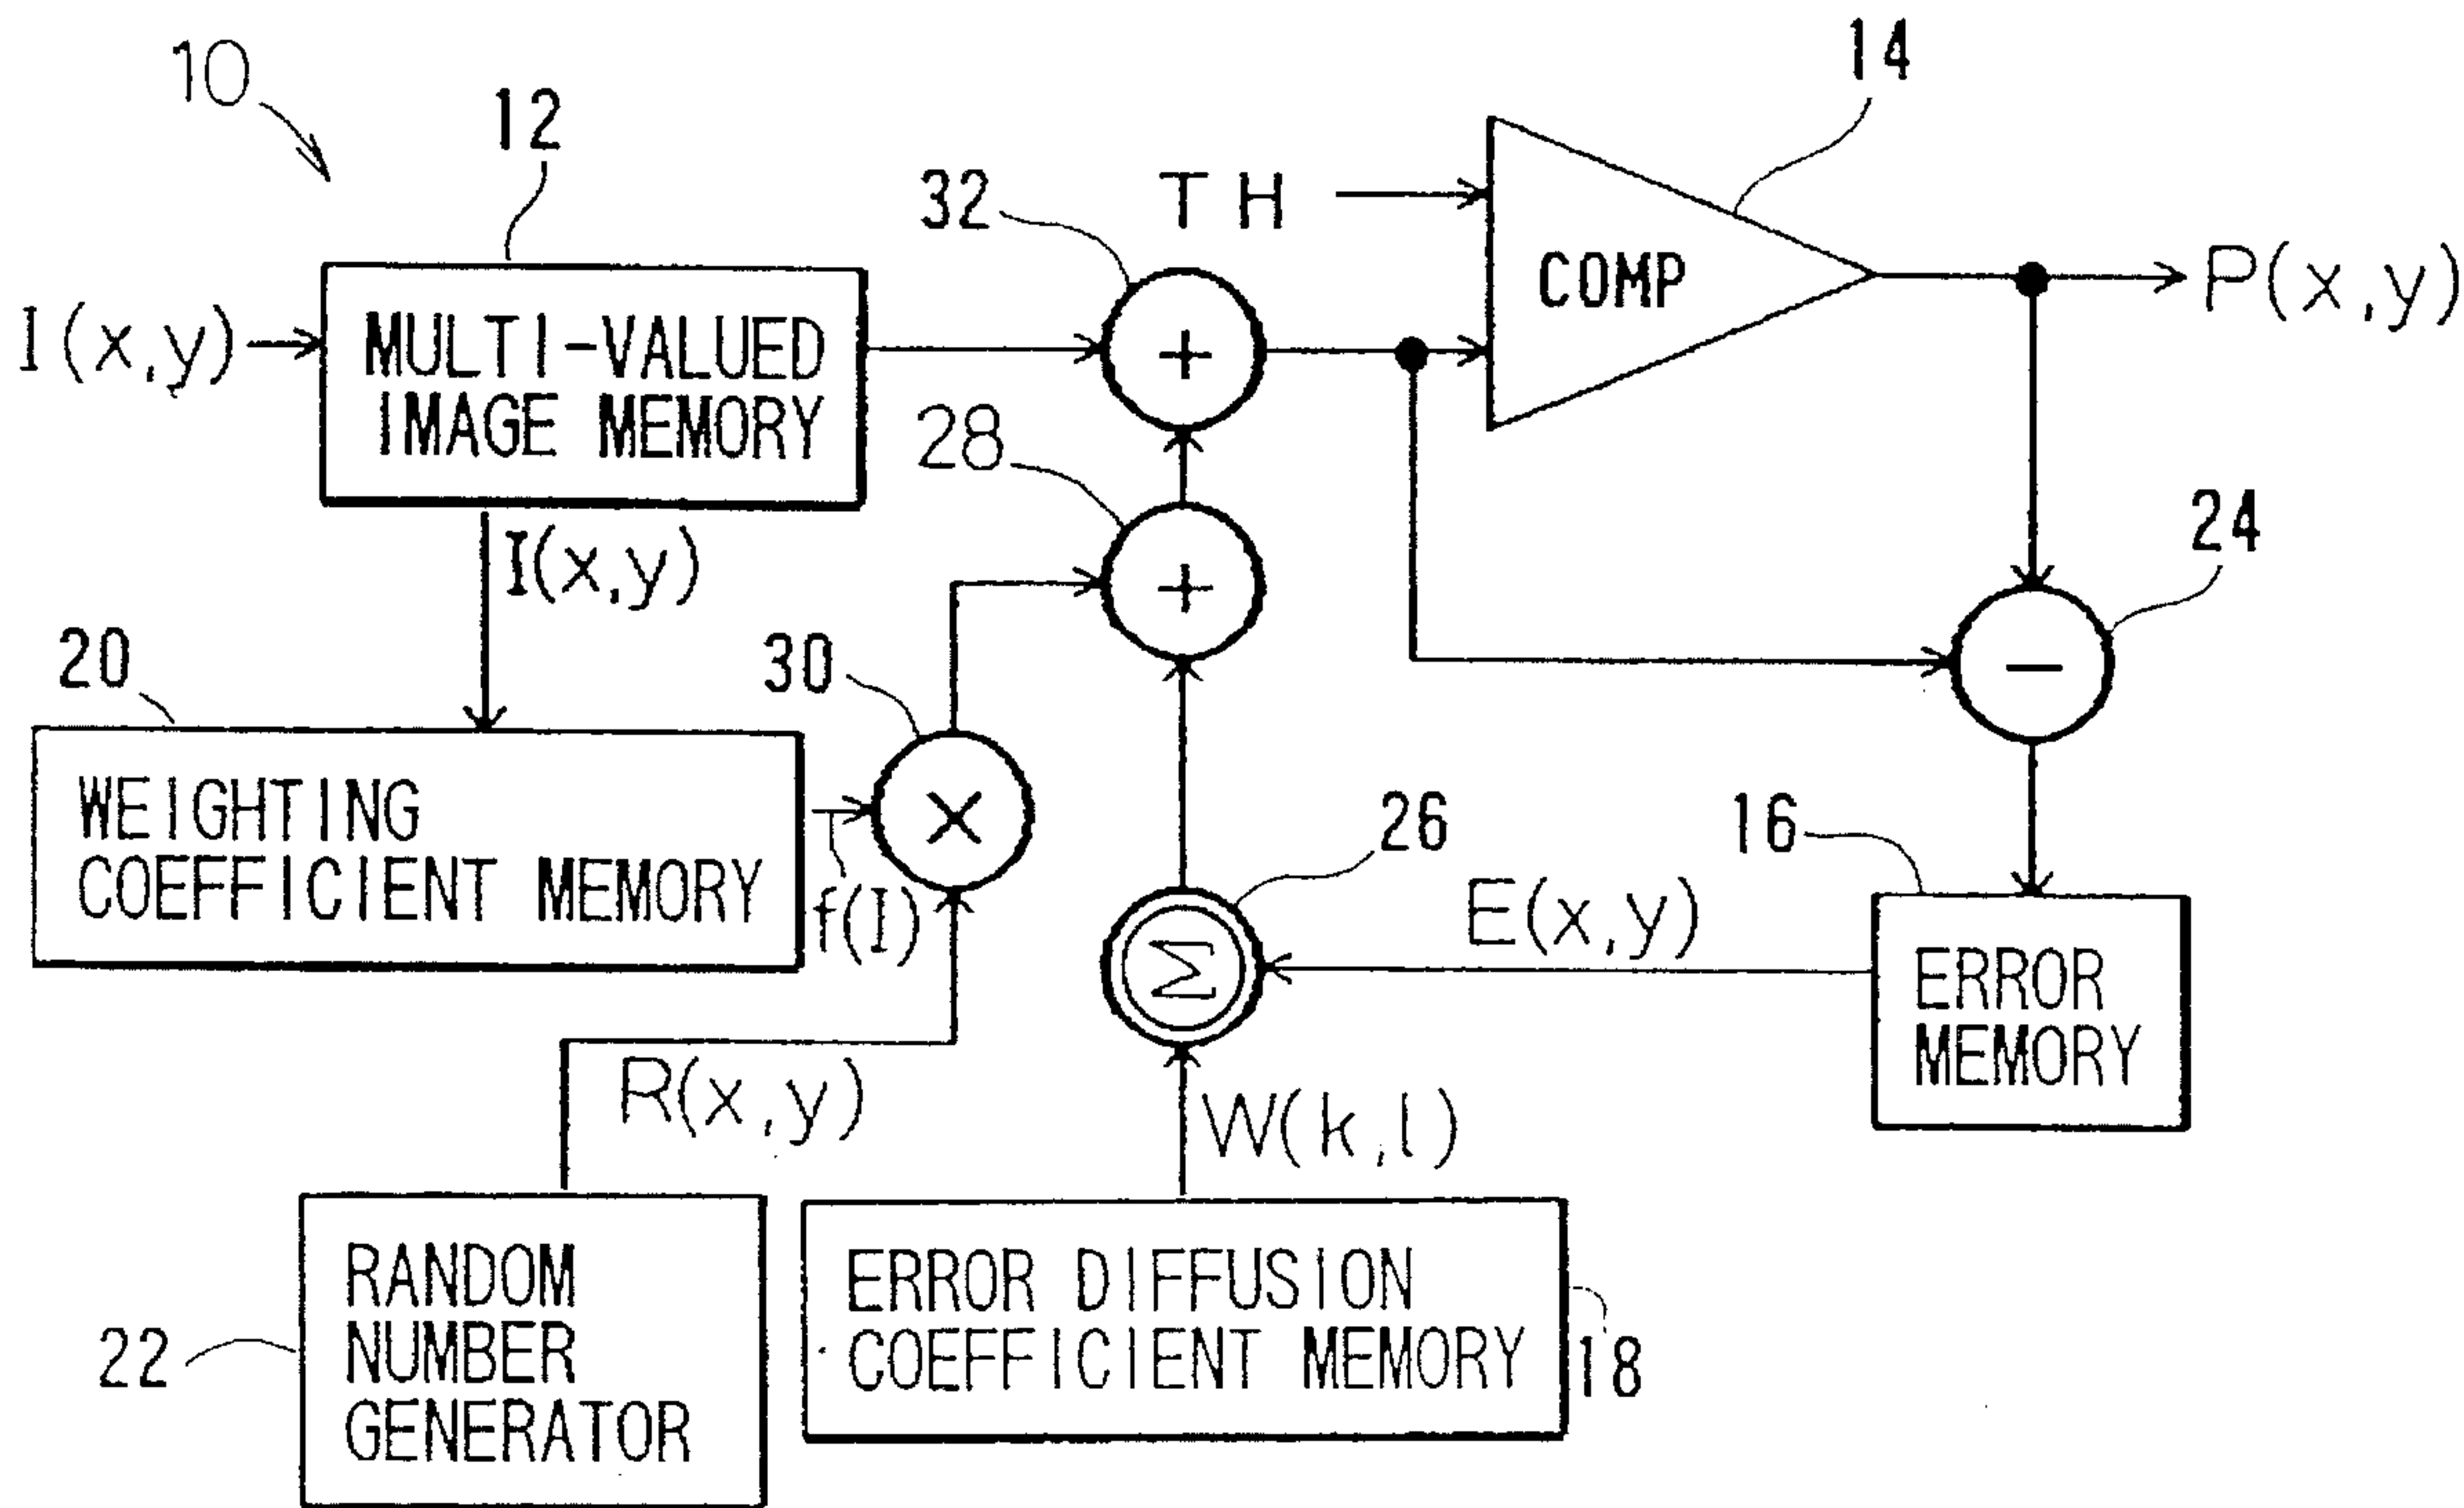 10
12
14
32
TH
COMP
P(x,y)
I(x,y)
MULTI-VALUED
IMAGE MEMORY
+
28
I(x,y)
+
24
−
20
30
WEIGHTING
COEFFICIENT MEMORY
f(I)
×
26
16
E(x,y)
Σ
ERROR
MEMORY
R(x,y)
W(k,l)
RANDOM
NUMBER
GENERATOR
22
ERROR DIFFUSION
COEFFICIENT MEMORY
18